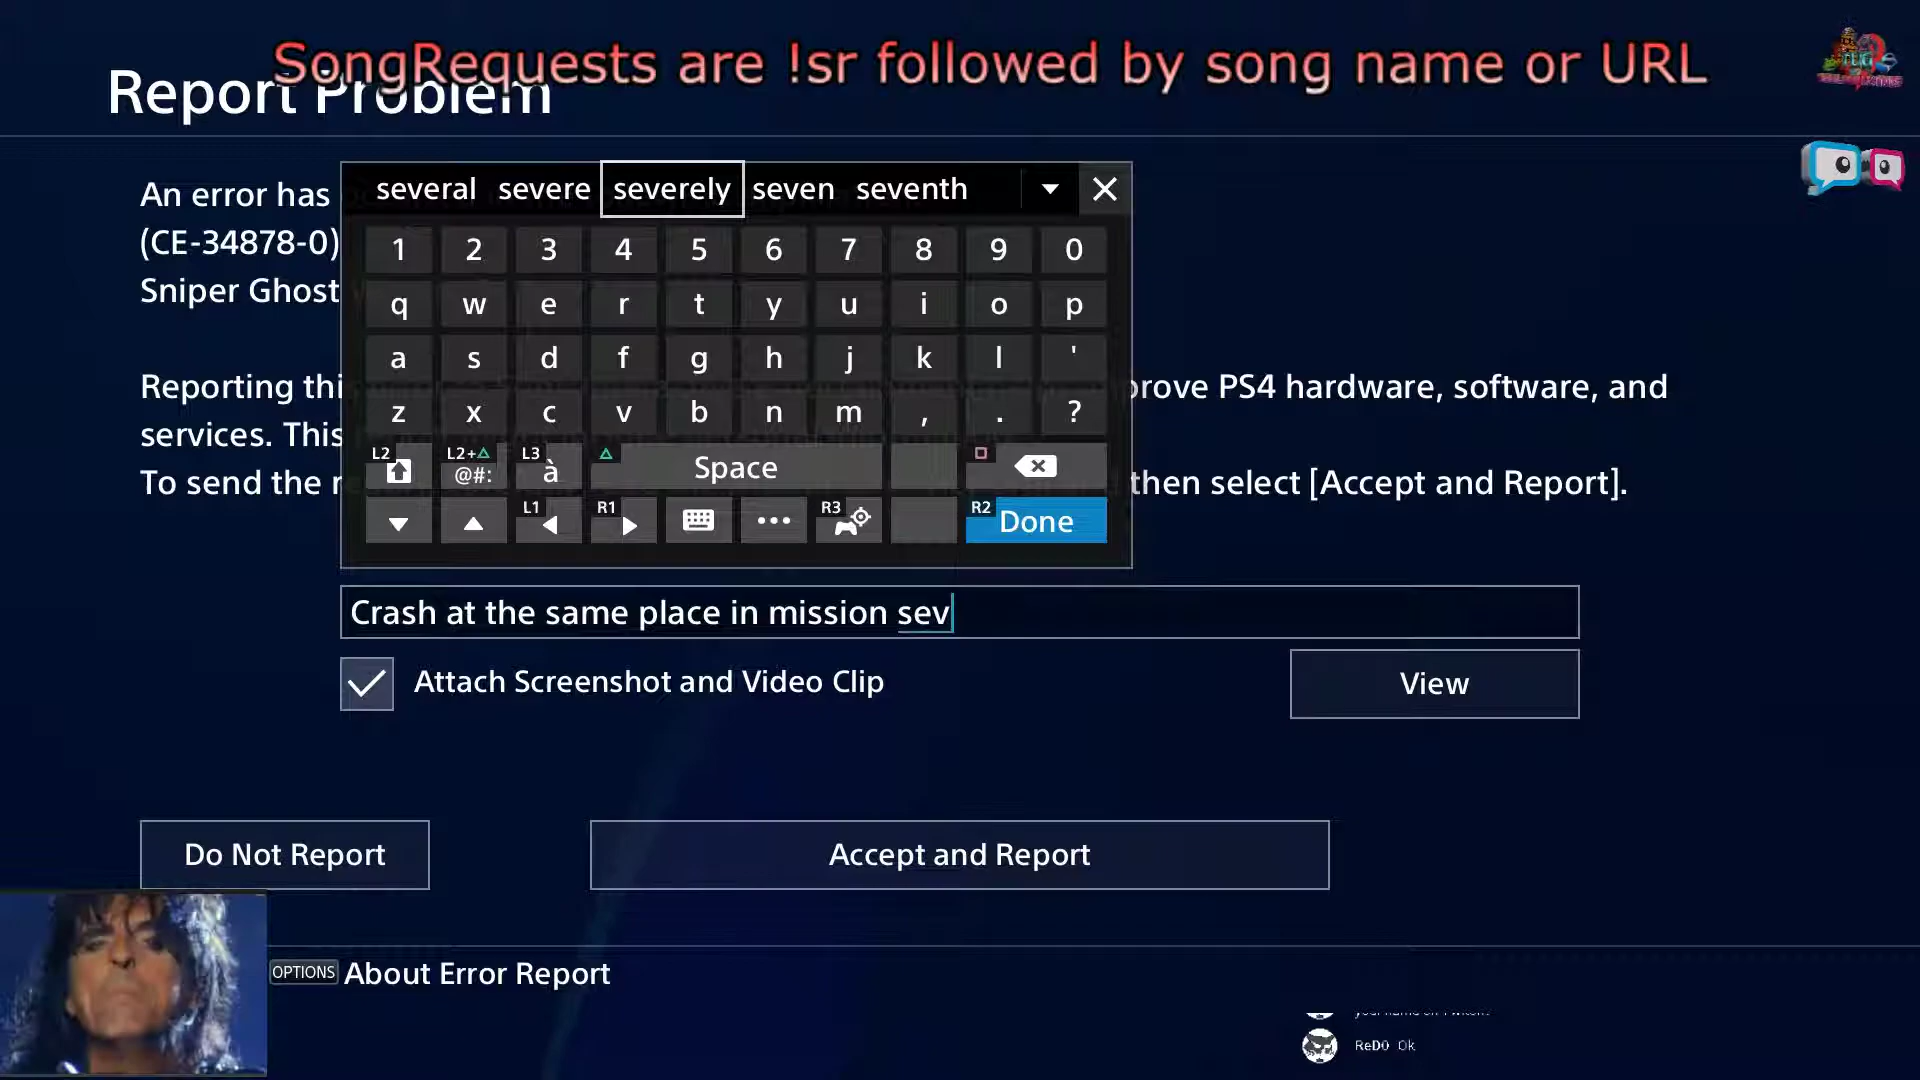 SongRequests are !sr followed by song name or URL
Report Problem
An error has
(CE-34878-0)
Sniper Ghost
several severe severely seven seventh
1 2 3 4 5 6 7 8 9 0
q w e r t y u i o p
a s d f g h j k l '
z x c v b n m , . ?
L2 L2+△ @#: L3 à △ Space □
L1 R1 R3 R2 Done
Reporting thi prove PS4 hardware, software, and
services. This
To send the r then select [Accept and Report].
Crash at the same place in mission sev
Attach Screenshot and Video Clip
View
Do Not Report
Accept and Report
OPTIONS About Error Report
ReDO Ok